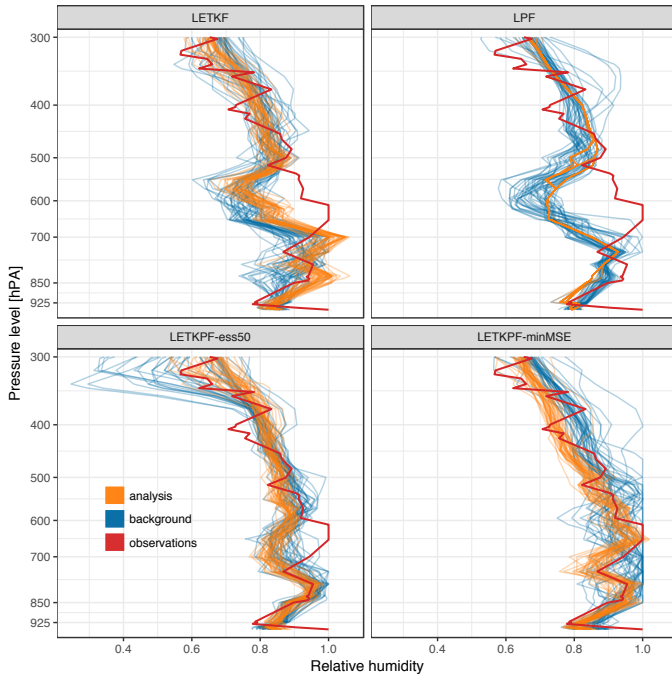 LETKF
LPF
300
400
500
600
700
850
925
LETKPF-ess50
LETKPF-minMSE
300
400
500
600
700
850
925
analysis
background
observations
0.4
0.6
0.8
1.0
0.4
0.6
0.8
1.0
Relative humidity
Pressure level [hPA]